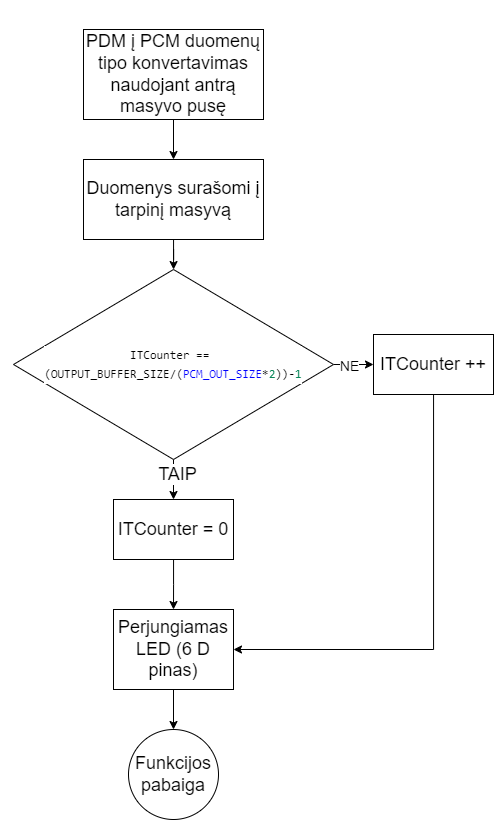 PDM į PCM duomenų
tipo konvertavimas
naudojant antrą
masyvo pusę
Duomenys surašomi į
tarpinį masyvą
ITCounter ==
(OUTPUT_BUFFER_SIZE/(PCM_OUT_SIZE*2))-1
NE
ITCounter ++
TAIP
ITCounter = 0
Perjungiamas
LED (6 D
pinas)
Funkcijos
pabaiga